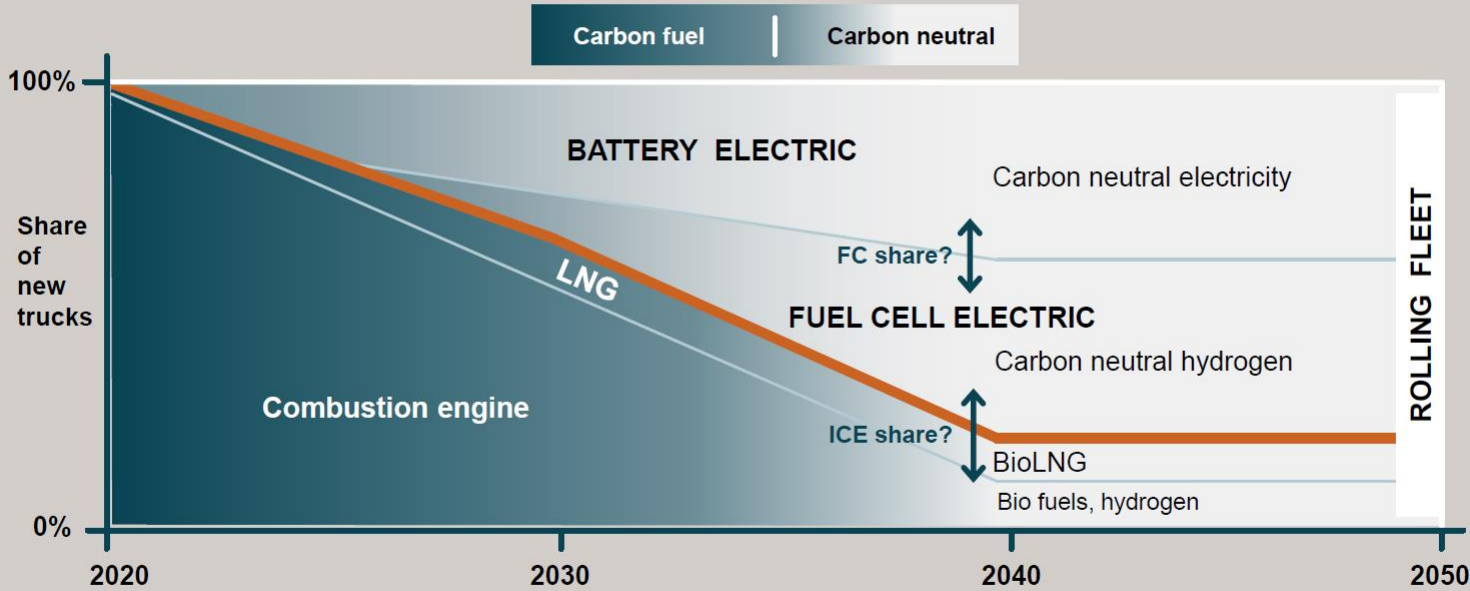 Carbon fuel
Carbon neutral
100%
BATTERY ELECTRIC
Carbon neutral electricity
Share
of
new
trucks
FC share?
LNG
FUEL CELL ELECTRIC
Carbon neutral hydrogen
Combustion engine
ICE share?
BioLNG
Bio fuels, hydrogen
ROLLING FLEET
0%
2020
2030
2040
2050